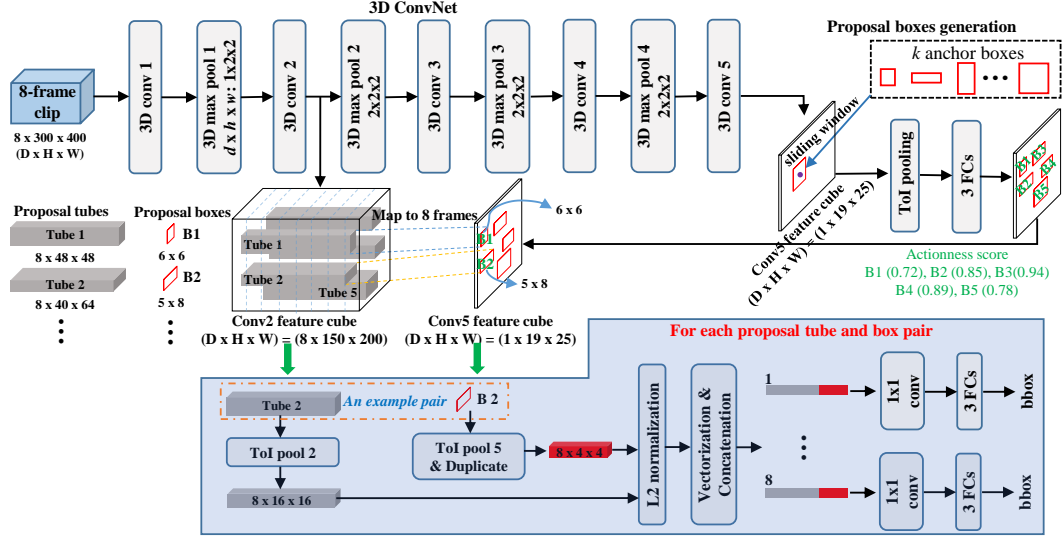 3D ConvNet
Proposal boxes generation
k anchor boxes
8-frame
clip
8 x 300 x 400
(D x H x W)
3D conv 1
3D max pool 1
d x h x w: 1x2x2
3D conv 2
3D max pool 2
2x2x2
3D conv 3
3D max pool 3
2x2x2
3D conv 4
3D max pool 4
2x2x2
3D conv 5
sliding window
ToI pooling
3 FCs
B1
B3
B4
B2
B5
Conv5 feature cube
(D x H x W) = (1 x 19 x 25)
Actionness score
B1 (0.72), B2 (0.85), B3(0.94)
B4 (0.89), B5 (0.78)
Proposal tubes
Proposal boxes
Tube 1
8 x 48 x 48
B1
6 x 6
Tube 2
8 x 40 x 64
B2
5 x 8
Tube 1
Tube 2
Tube 5
Map to 8 frames
6 x 6
B1
B2
5 x 8
Conv2 feature cube
(D x H x W) = (8 x 150 x 200)
Conv5 feature cube
(D x H x W) = (1 x 19 x 25)
For each proposal tube and box pair
Tube 2
An example pair
B 2
ToI pool 2
ToI pool 5
& Duplicate
8 x 4 x 4
8 x 16 x 16
L2 normalization
Vectorization &
Concatenation
1
1x1
conv
3 FCs
bbox
8
1x1
conv
3 FCs
bbox